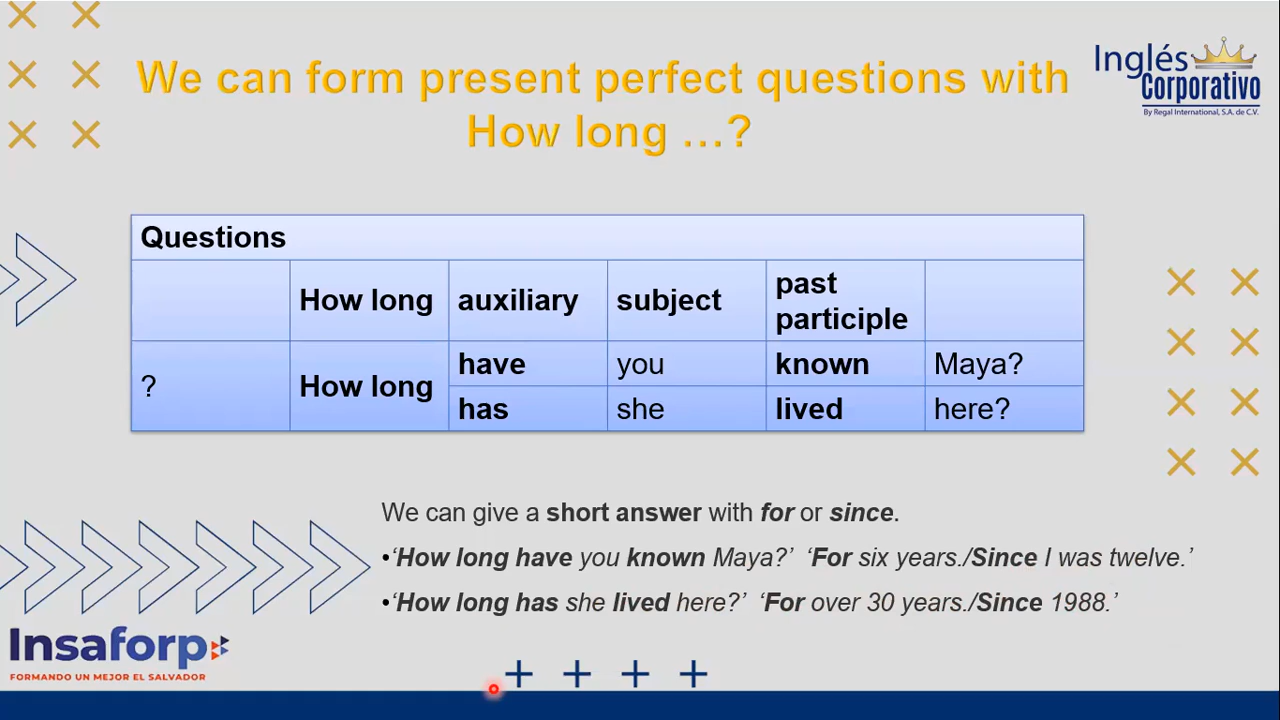 We can form present perfect questions with
How long ...?
Inglés
Corporativo
By Regal International, S.A. de C.V.
Questions
How long auxiliary subject past participle
? How long have you known Maya?
has she lived here?
We can give a short answer with for or since.
•‘How long have you known Maya?’ ‘For six years./Since I was twelve.’
•‘How long has she lived here?’ ‘For over 30 years./Since 1988.’
Insaforp
FORMANDO UN MEJOR EL SALVADOR